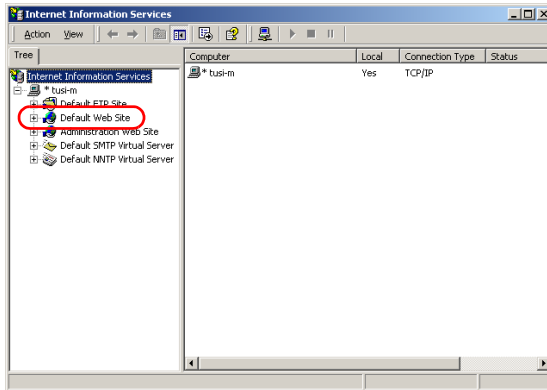 Internet Information Services
Action View
Tree
Computer Local Connection Type Status
Internet Information Services
* tusi-m
Default FTP Site
Default Web Site
Administration Web Site
Default SMTP Virtual Server
Default NNTP Virtual Server
* tusi-m Yes TCP/IP